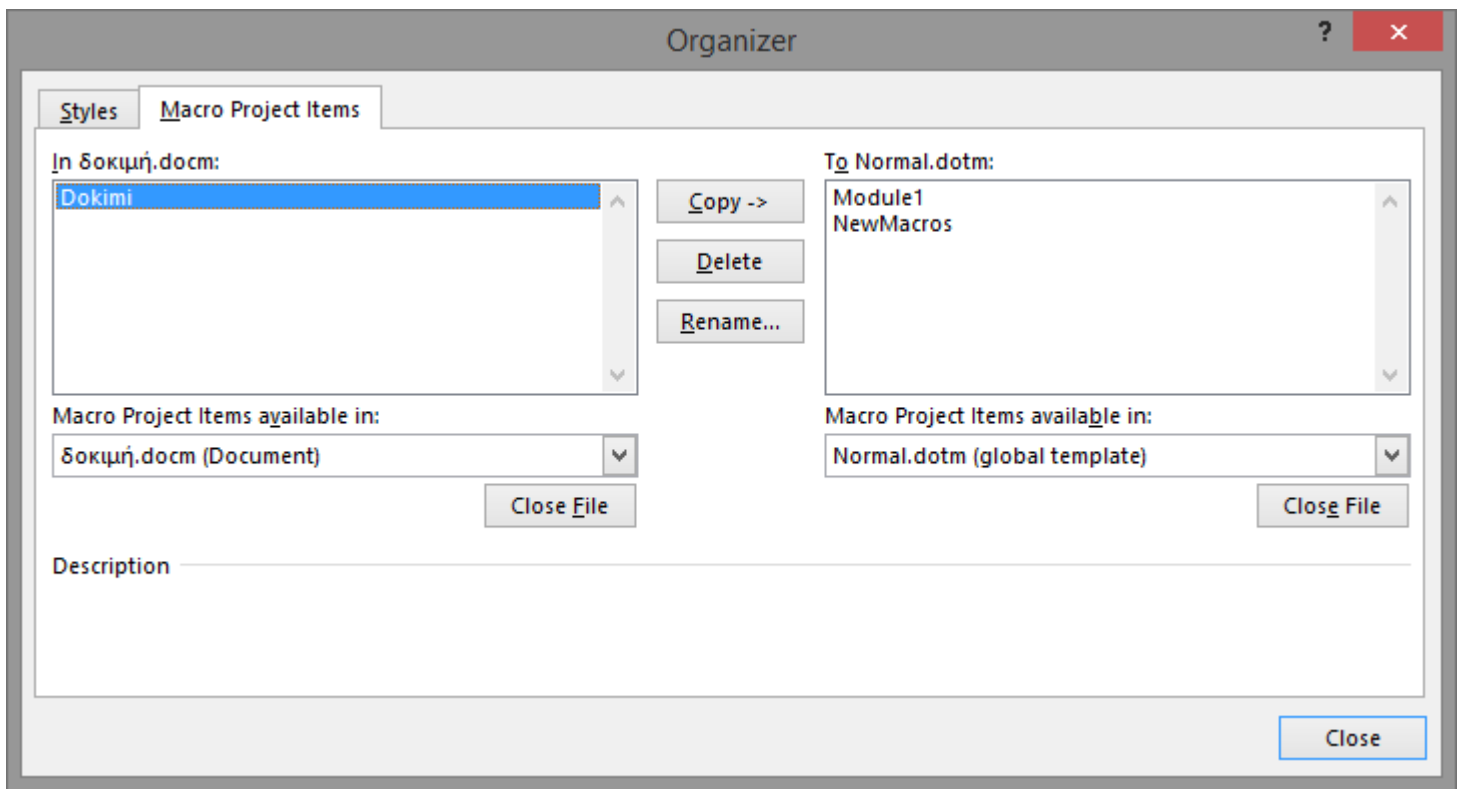 Organizer
?
Styles
Macro Project Items
In δοκιμή.docm:
Dokimi
Copy ->
Delete
Rename...
To Normal.dotm:
Module1
NewMacros
Macro Project Items available in:
δοκιμή.docm (Document)
Close File
Macro Project Items available in:
Normal.dotm (global template)
Close File
Description
Close